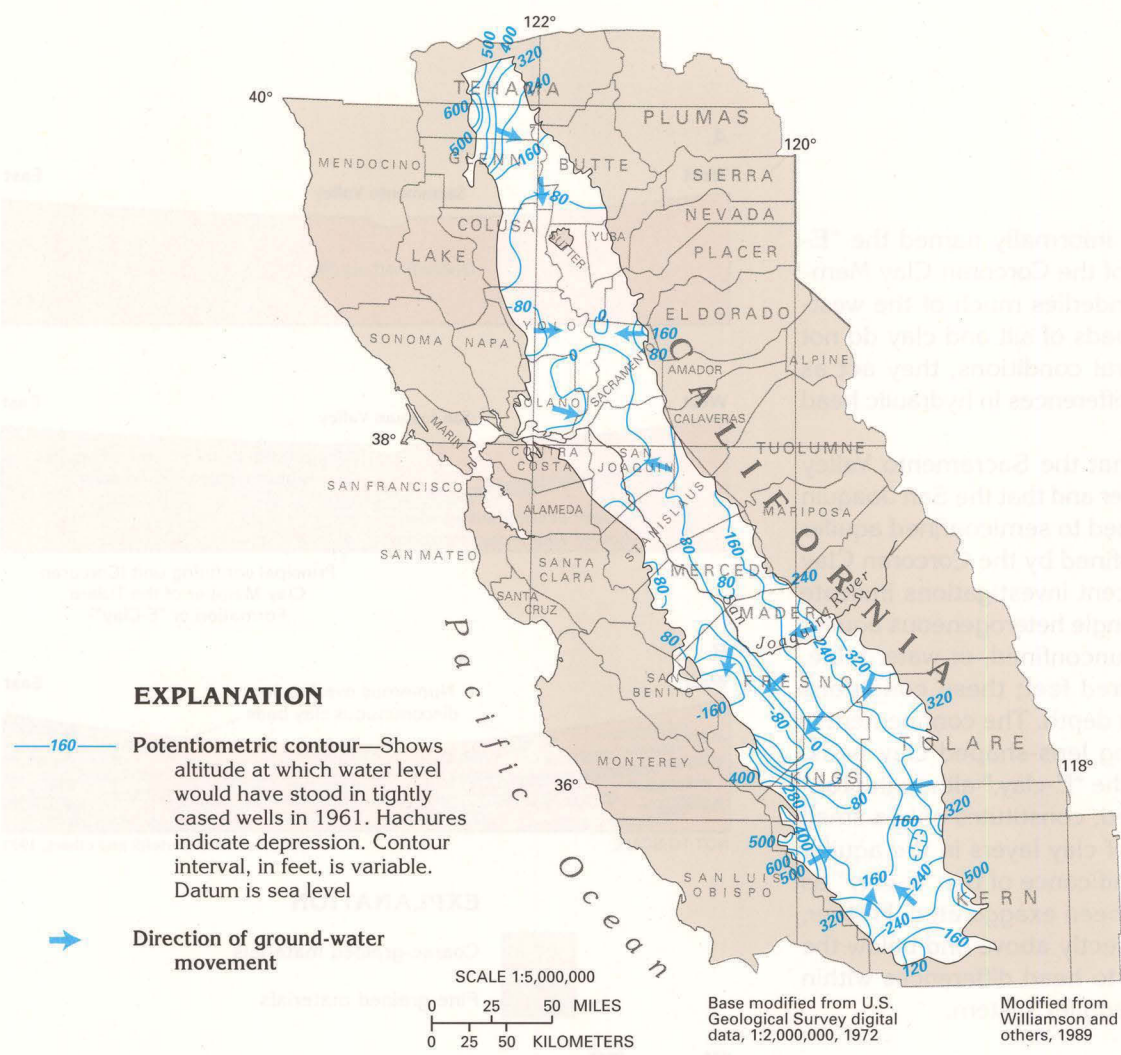 122°
500
400
320
240
TEHAMA
40°
600
PLUMAS
500
120°
MENDOCINO
GLENN
160
BUTTE
SIERRA
80
NEVADA
COLUSA
SUTTER
YUBA
LAKE
PLACER
80
0
YOLO
160
EL DORADO
SONOMA
NAPA
0
80
SACRAMENTO
AMADOR
ALPINE
CALIFORNIA
SOLANO
CALAVERAS
38°
MARIN
TUOLUMNE
CONTRA
COSTA
SAN
JOAQUIN
SAN FRANCISCO
ALAMEDA
STANISLAUS
MARIPOSA
SAN MATEO
80
160
SANTA
CLARA
MERCED
240
80
80
SANTA
CRUZ
MADERA
San Joaquin River
Pacific Ocean
80
240
320
SAN
BENITO
FRESNO
320
-160
-80
EXPLANATION
0
TULARE
160
Potentiometric contour—Shows
altitude at which water level
would have stood in tightly
cased wells in 1961. Hachures
indicate depression. Contour
interval, in feet, is variable.
Datum is sea level
MONTEREY
118°
36°
400
KINGS
280
80
320
160
500
400
600
500
SAN LUIS
OBISPO
160
240
500
KERN
320
240
160
120
Direction of ground-water
movement
SCALE 1:5,000,000
0 25 50 MILES
0 25 50 KILOMETERS
Base modified from U.S.
Geological Survey digital
data, 1:2,000,000, 1972
Modified from
Williamson and
others, 1989